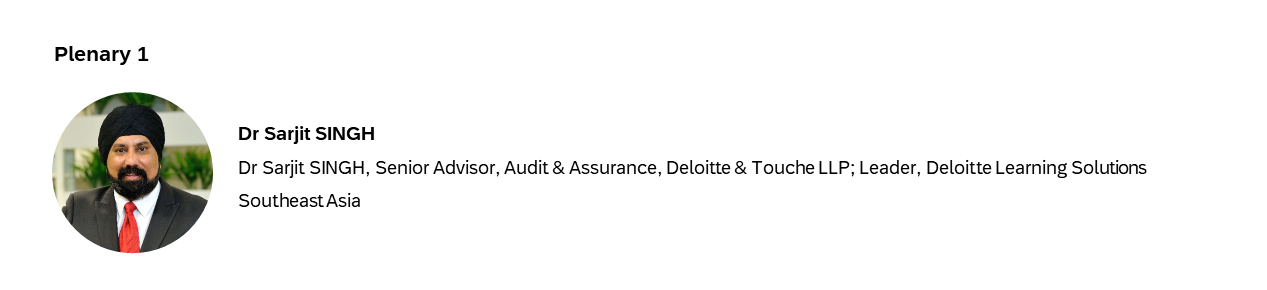 Plenary 1
Dr Sarjit SINGH
Dr Sarjit SINGH, Senior Advisor, Audit & Assurance, Deloitte & Touche LLP; Leader, Deloitte Learning Solutions
Southeast Asia